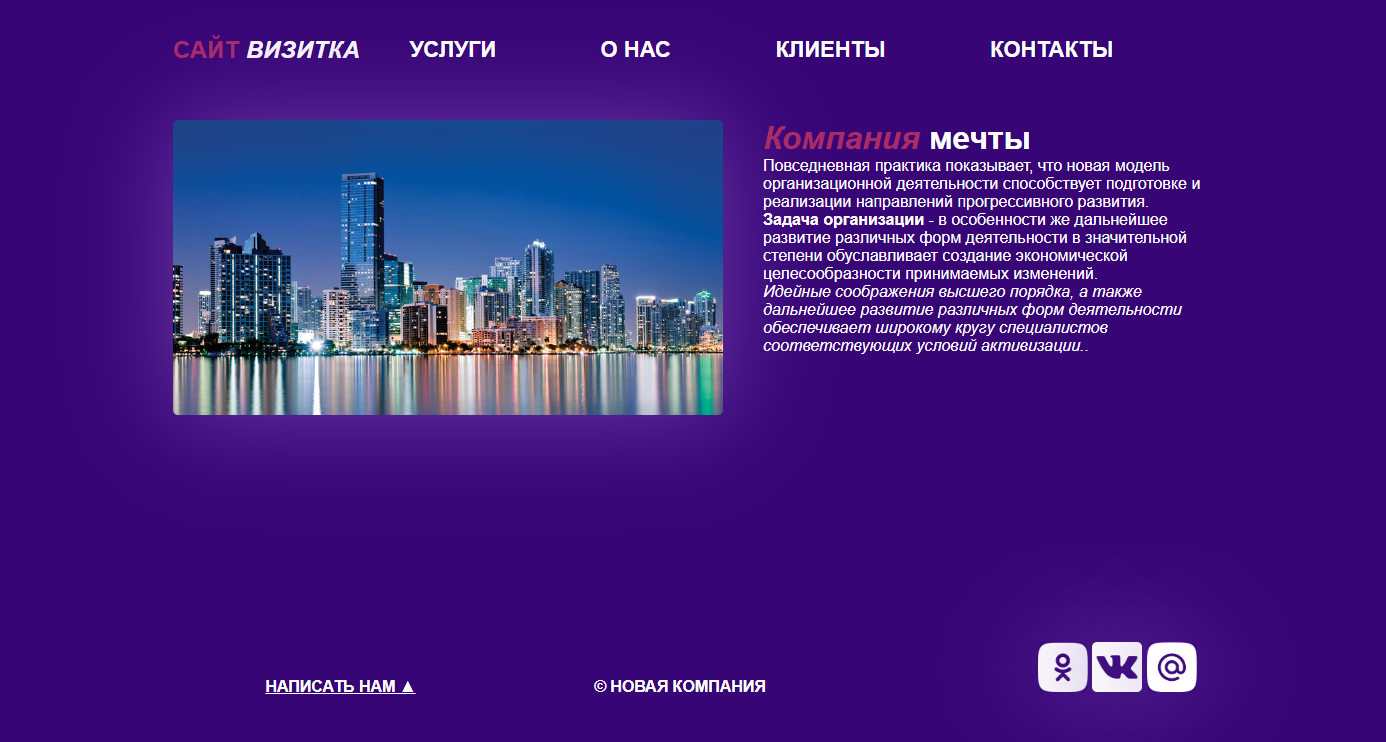 САЙТ ВИЗИТКА УСЛУГИ О НАС КЛИЕНТЫ КОНТАКТЫ
Компания мечты
Повседневная практика показывает, что новая модель
организационной деятельности способствует подготовке и
реализации направлений прогрессивного развития.
Задача организации - в особенности же дальнейшее
развитие различных форм деятельности в значительной
степени обуславливает создание экономической
целесообразности принимаемых изменений.
Идейные соображения высшего порядка, а также
дальнейшее развитие различных форм деятельности
обеспечивает широкому кругу специалистов
соответствующих условий активизации..
НАПИСАТЬ НАМ ▲ © НОВАЯ КОМПАНИЯ